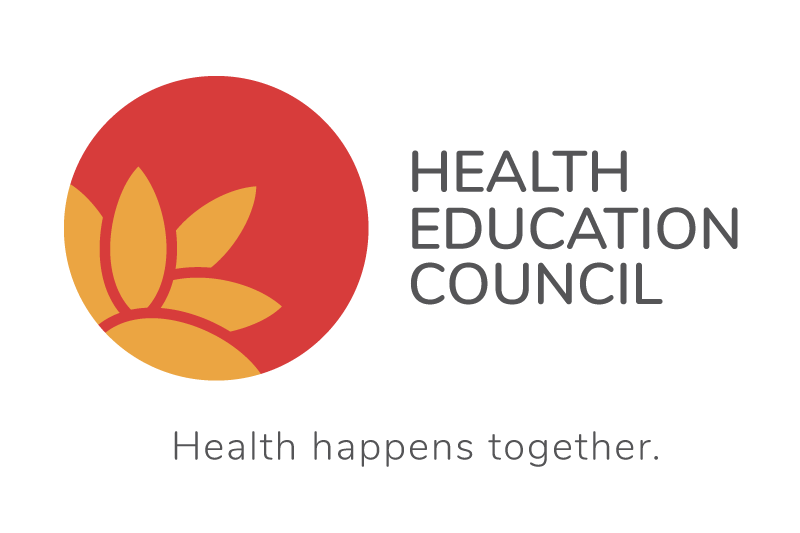 HEALTH
EDUCATION
COUNCIL
Health happens together.